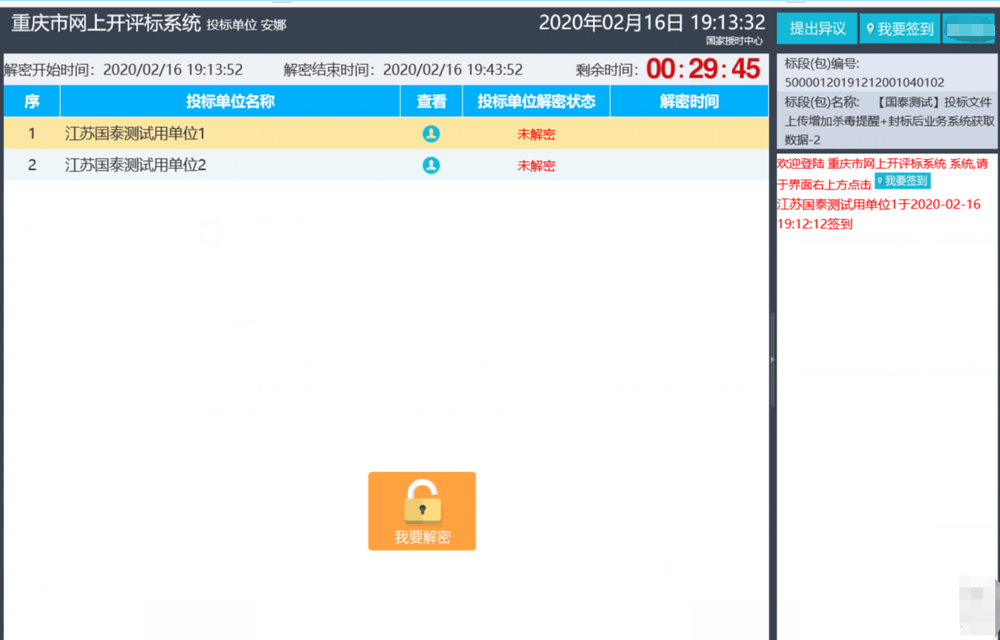 重庆市网上开评标系统 投标单位 安娜
2020年02月16日 19:13:32
国家授时中心
提出异议
我要签到
解密开始时间: 2020/02/16 19:13:52 解密结束时间: 2020/02/16 19:43:52 剩余时间: 00:29:45
序 投标单位名称 查看 投标单位解密状态 解密时间
1 江苏国泰测试用单位1 未解密
2 江苏国泰测试用单位2 未解密
我要解密
标段(包)编号:
50000120191212001040102
标段(包)名称: 【国泰测试】投标文件
上传增加杀毒提醒+封标后业务系统获取
数据-2
欢迎登陆 重庆市网上开评标系统 系统,请
于界面右上方点击 我要签到
江苏国泰测试用单位1于2020-02-16
19:12:12签到